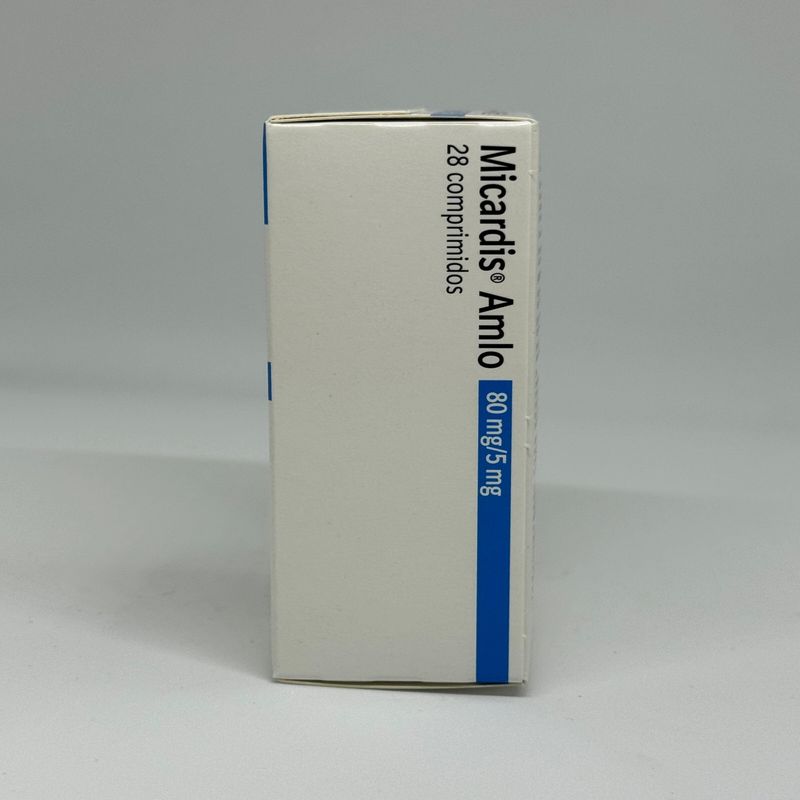 Micardis® Amlo 80 mg/5 mg
28 comprimidos